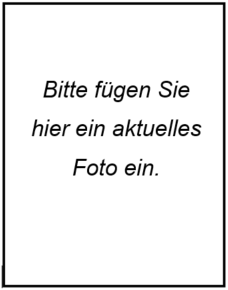 Bitte fügen Sie
hier ein aktuelles
Foto ein.